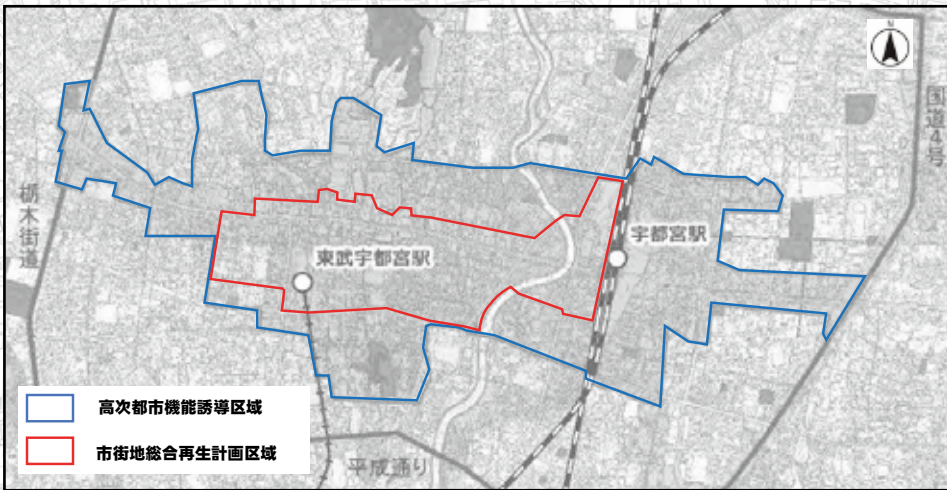 N
国道4号
栃木街道
宇都宮駅
東武宇都宮駅
高次都市機能誘導区域
市街地総合再生計画区域
平成通り